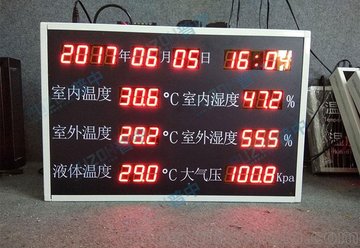 2017年06月05日 16:04
室内温度 30.6 ℃ 室内湿度 47.2 %
室外温度 28.2 ℃ 室外湿度 55.5 %
液体温度 29.0 ℃ 大气压 100.8 Kpa